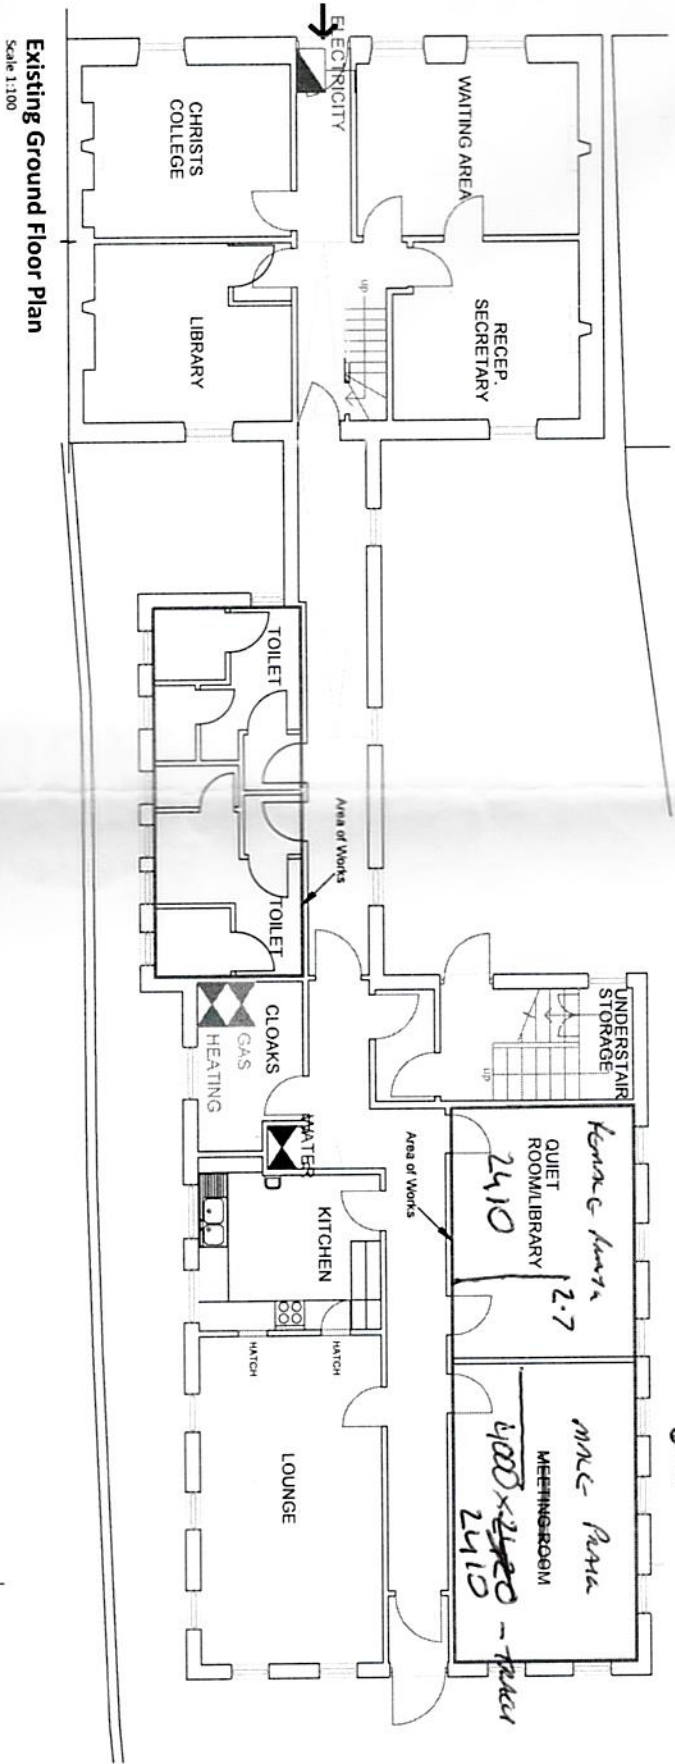 Existing Ground Floor Plan
Scale 1:100
ELECTRICITY
WAITING AREA
CHRISTS
COLLEGE
RECEP.
SECRETARY
up
LIBRARY
TOILET
Area of Works
TOILET
UNDERSTAIR
STORAGE
up
CLOAKS
GAS
HEATING
WATER
Area of Works
QUIET
ROOM/LIBRARY
2410
2.7
KITCHEN
HATCH
HATCH
LOUNGE
MEETING ROOM
4000 x 2420
2410